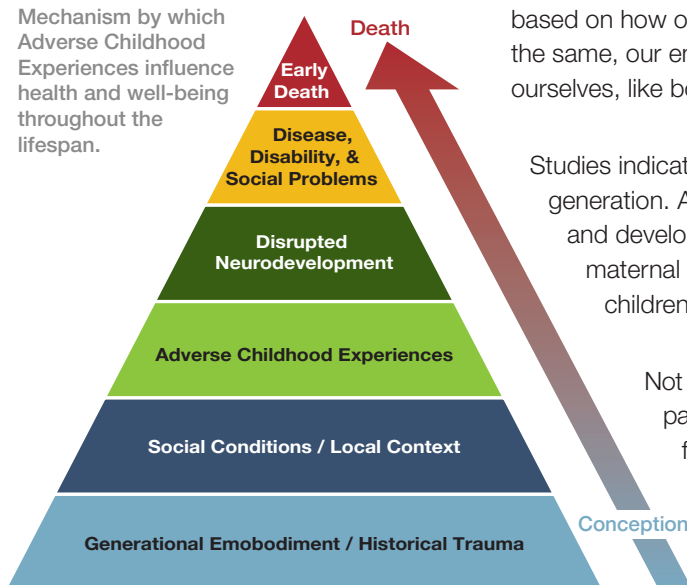 Mechanism by which
Adverse Childhood
Experiences influence
health and well-being
throughout the
lifespan.
Death
Early
Death
Disease,
Disability, &
Social Problems
Disrupted
Neurodevelopment
Adverse Childhood Experiences
Social Conditions / Local Context
Generational Emobodiment / Historical Trauma
Conception
based on how o
the same, our e
ourselves, like b
Studies indicat
generation. A
and develo
maternal
children
Not
pa
f